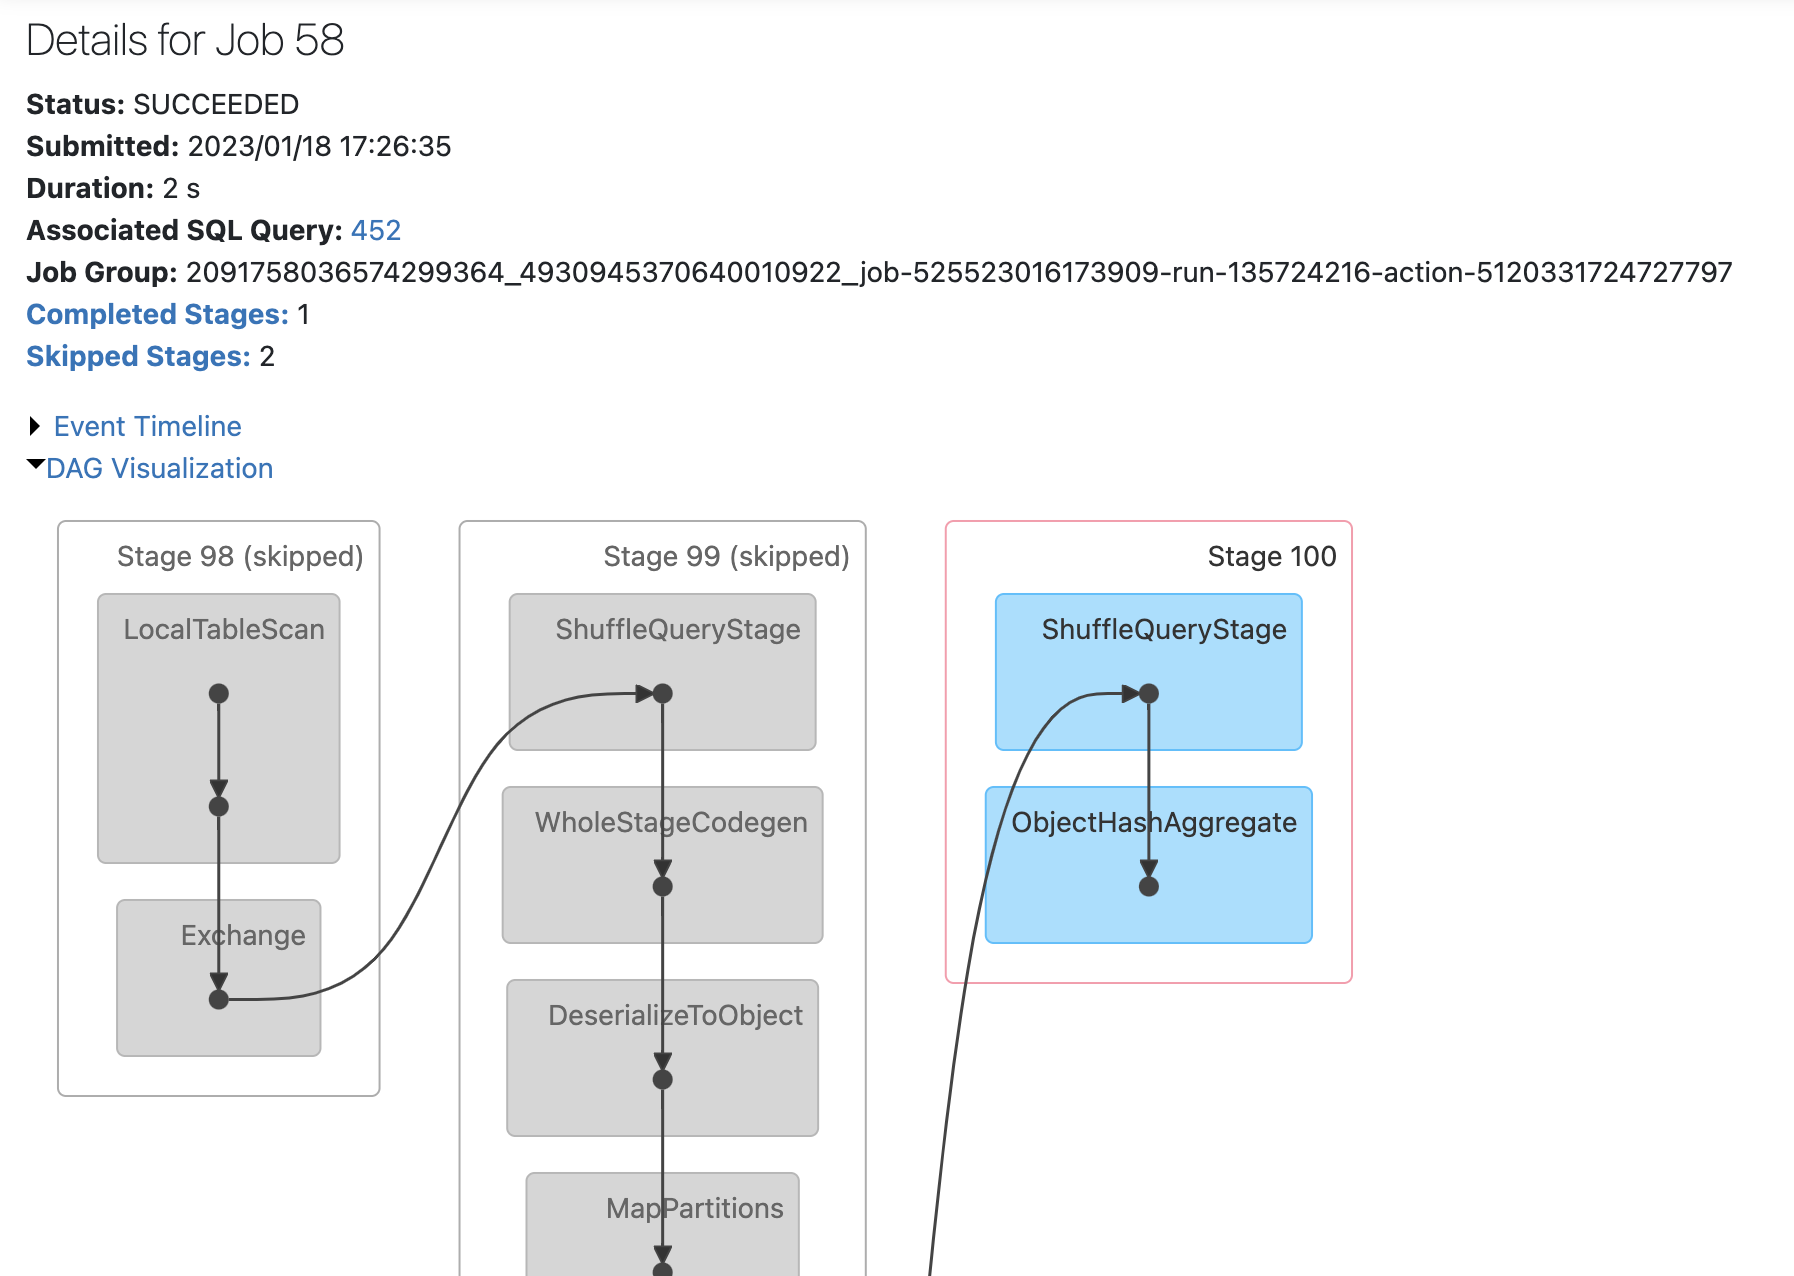 Details for Job 58
Status: SUCCEEDED
Submitted: 2023/01/18 17:26:35
Duration: 2 s
Associated SQL Query: 452
Job Group: 2091758036574299364_4930945370640010922_job-525523016173909-run-135724216-action-5120331724727797
Completed Stages: 1
Skipped Stages: 2
Event Timeline
DAG Visualization
Stage 98 (skipped)
LocalTableScan
Exchange
Stage 99 (skipped)
ShuffleQueryStage
WholeStageCodegen
DeserializeToObject
MapPartitions
Stage 100
ShuffleQueryStage
ObjectHashAggregate